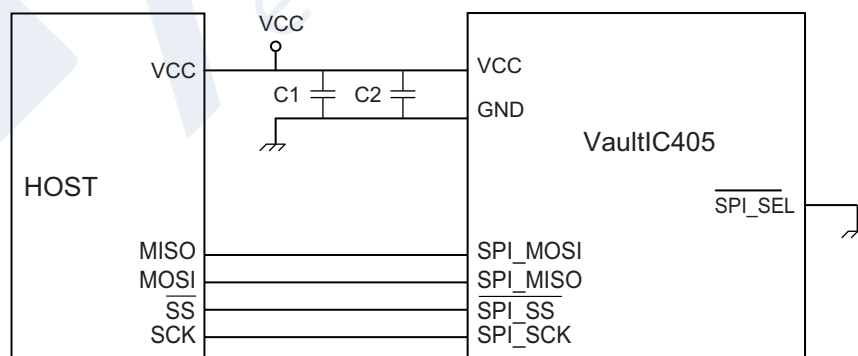 VCC
VCC
VCC
C1
C2
GND
VaultIC405
HOST
SPI_SEL
MISO
SPI_MOSI
MOSI
SPI_MISO
SS
SPI_SS
SCK
SPI_SCK